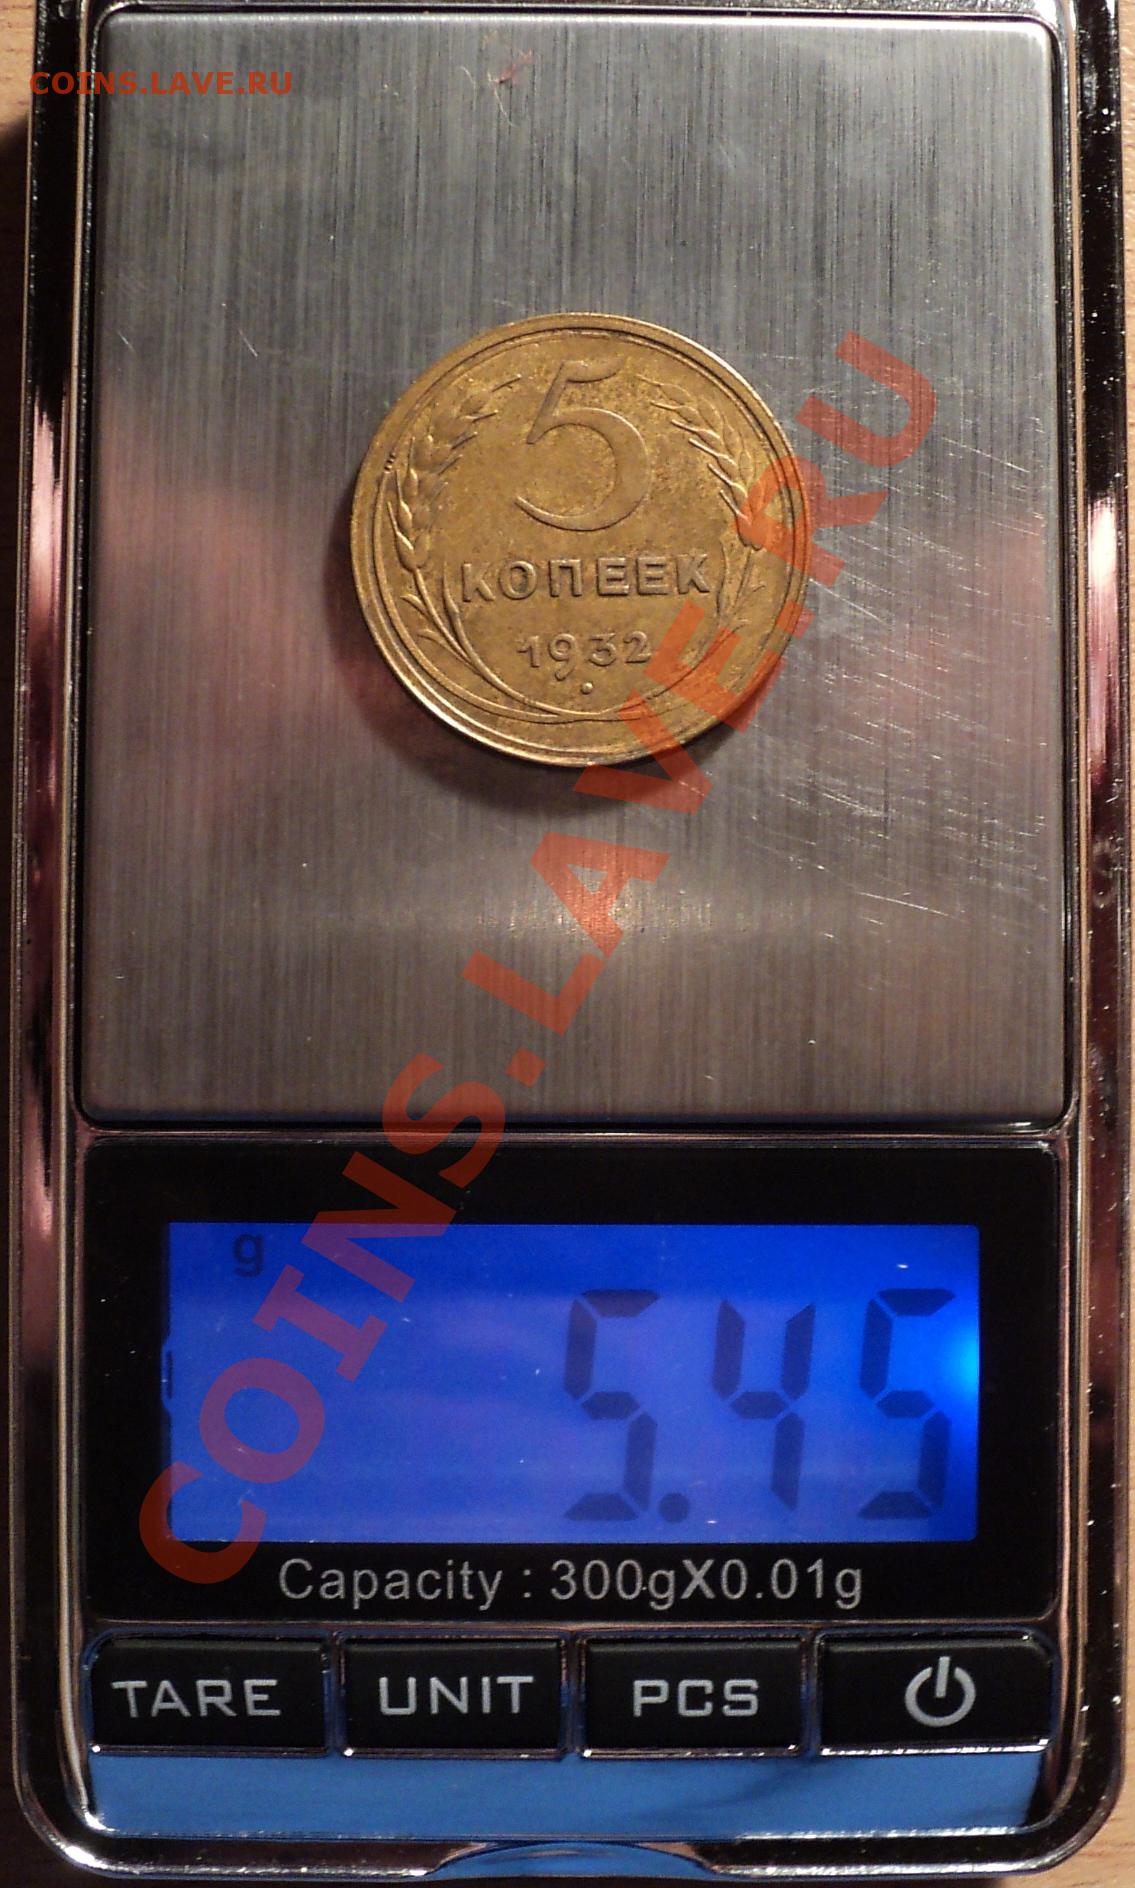 COINS.LAVE.RU
5
КОПЕЕК
1932
COINS.LAVE.RU
g
5.45
Capacity : 300gX0.01g
TARE UNIT PCS